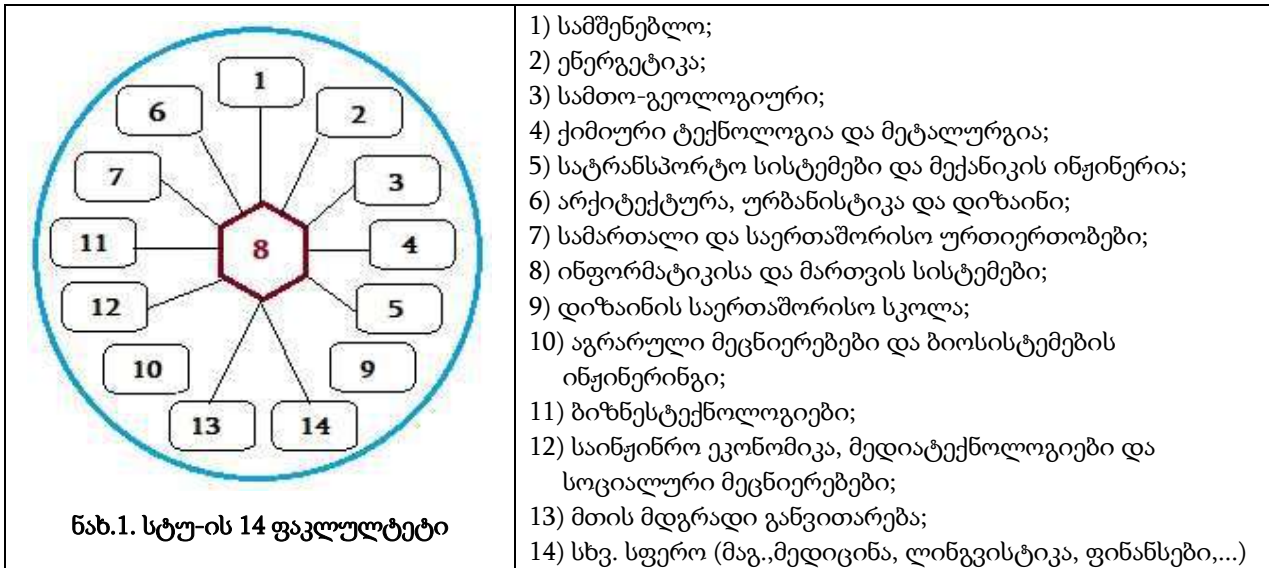 1
6
2
7
3
11
8
4
12
5
10
9
13
14
ნახ.1. სტუ-ის 14 ფაკლულტეტი
1) სამშენებლო;
2) ენერგეტიკა;
3) სამთო-გეოლოგიური;
4) ქიმიური ტექნოლოგია და მეტალურგია;
5) სატრანსპორტო სისტემები და მექანიკის ინჟინერია;
6) არქიტექტურა, ურბანისტიკა და დიზაინი;
7) სამართალი და საერთაშორისო ურთიერთობები;
8) ინფორმატიკისა და მართვის სისტემები;
9) დიზაინის საერთაშორისო სკოლა;
10) აგრარული მეცნიერებები და ბიოსისტემების
ინჟინერინგი;
11) ბიზნესტექნოლოგიები;
12) საინჟინრო ეკონომიკა, მედიატექნოლოგიები და
სოციალური მეცნიერებები;
13) მთის მდგრადი განვითარება;
14) სხვ. სფერო (მაგ.,მედიცინა, ლინგვისტიკა, ფინანსები,...)